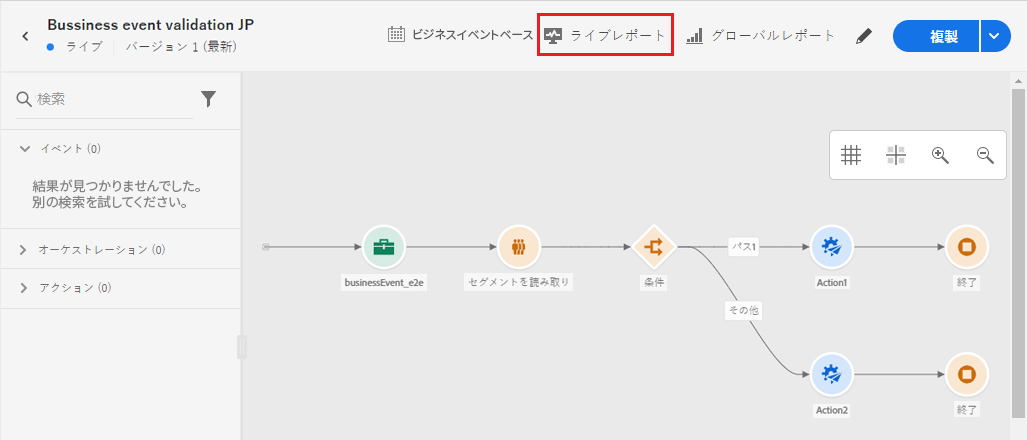 Bussiness event validation JP
ライブ バージョン 1 (最新)
ビジネスイベントベース
ライブレポート
グローバルレポート
複製
検索
イベント (0)
結果が見つかりませんでした。
別の検索を試してください。
オーケストレーション (0)
アクション (0)
businessEvent_e2e
セグメントを読み取り
条件
パス1
Action1
終了
その他
Action2
終了